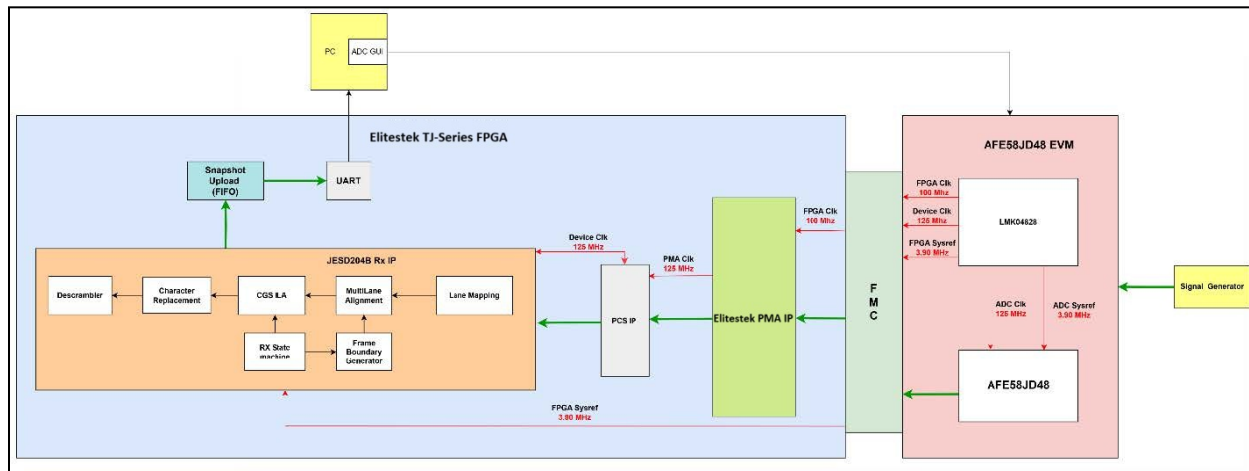 PC
ADC GUI
Elitestek TJ-Series FPGA
Snapshot
Upload
(FIFO)
UART
JESD204B Rx IP
Descrambler
Character
Replacement
CGS ILA
MultiLane
Alignment
Lane Mapping
RX State
machine
Frame
Boundary
Generator
Device Clk
125 MHz
PMA Clk
125 MHz
PCS IP
FPGA Clk
100 Mhz
Elitestek PMA IP
FPGA Sysref
3.90 MHz
F
M
C
AFE58JD48 EVM
FPGA Clk
100 Mhz
Device Clk
125 MHz
FPGA Sysref
3.90 MHz
LMK04828
ADC Clk
125 MHz
ADC Sysref
3.90 MHz
AFE58JD48
Signal Generator